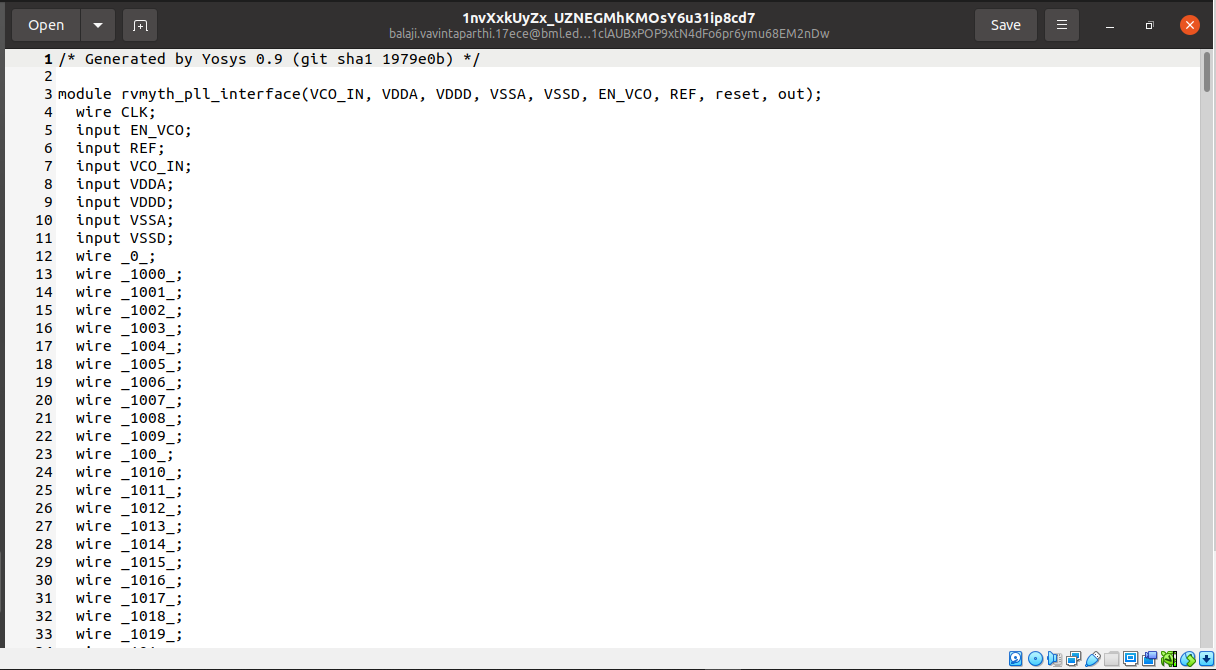 Open
1nvXxkUyZx_UZNEGMhKMOsY6u31ip8cd7
balaji.vavintaparthi.17ece@bml.ed...1clAUBxPOP9xtN4dFo6pr6ymu68EM2nDw
Save
1 /* Generated by Yosys 0.9 (git sha1 1979e0b) */
2
3 module rvmyth_pll_interface(VCO_IN, VDDA, VDDD, VSSA, VSSD, EN_VCO, REF, reset, out);
4 wire CLK;
5 input EN_VCO;
6 input REF;
7 input VCO_IN;
8 input VDDA;
9 input VDDD;
10 input VSSA;
11 input VSSD;
12 wire _0_;
13 wire _1000_;
14 wire _1001_;
15 wire _1002_;
16 wire _1003_;
17 wire _1004_;
18 wire _1005_;
19 wire _1006_;
20 wire _1007_;
21 wire _1008_;
22 wire _1009_;
23 wire _100_;
24 wire _1010_;
25 wire _1011_;
26 wire _1012_;
27 wire _1013_;
28 wire _1014_;
29 wire _1015_;
30 wire _1016_;
31 wire _1017_;
32 wire _1018_;
33 wire _1019_;